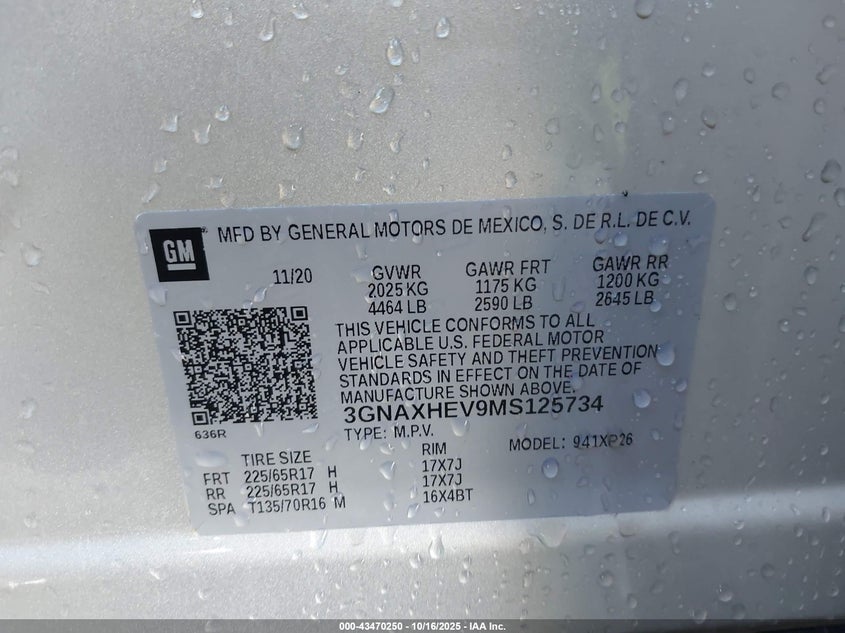 GM
MFD BY GENERAL MOTORS DE MEXICO, S. DE R.L. DE C.V.
11/20 GVWR GAWR FRT GAWR RR
2025 KG 1175 KG 1200 KG
4464 LB 2590 LB 2645 LB
THIS VEHICLE CONFORMS TO ALL
APPLICABLE U.S. FEDERAL MOTOR
VEHICLE SAFETY AND THEFT PREVENTION
STANDARDS IN EFFECT ON THE DATE OF
MANUFACTURE SHOWN ABOVE.
3GNAXHEV9MS125734
636R
TYPE: M.P.V. MODEL: 941XP26
TIRE SIZE RIM
FRT 225/65R17 H 17X7J
RR 225/65R17 H 17X7J
SPA T135/70R16 M 16X4BT
000-43470250 - 10/16/2025 - IAA Inc.